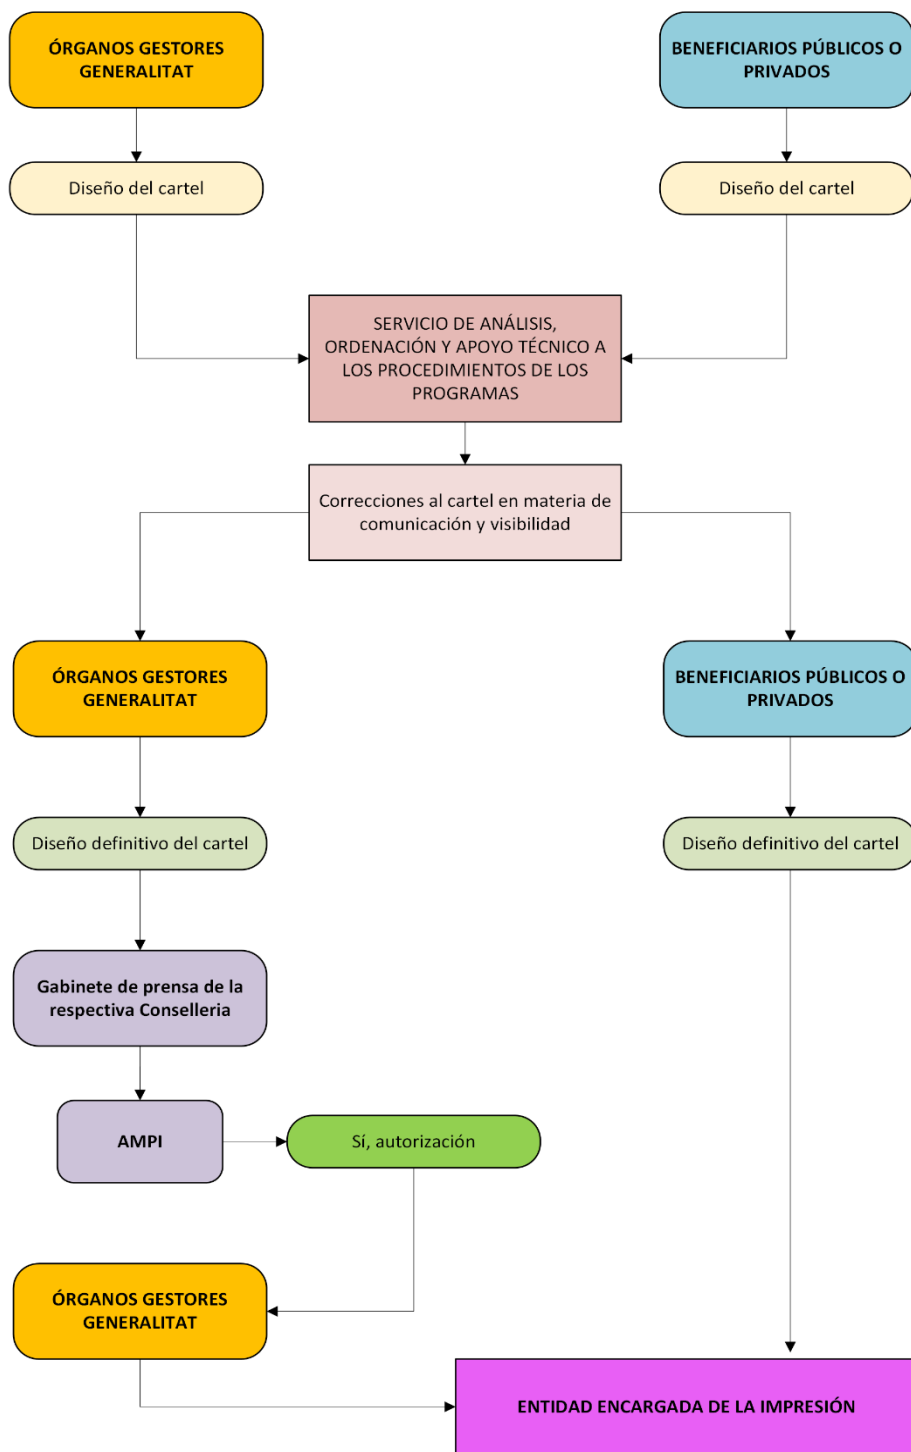 ÓRGANOS GESTORES
GENERALITAT
BENEFICIARIOS PÚBLICOS O
PRIVADOS
Diseño del cartel
Diseño del cartel
SERVICIO DE ANÁLISIS,
ORDENACIÓN Y APOYO TÉCNICO A
LOS PROCEDIMIENTOS DE LOS
PROGRAMAS
Correcciones al cartel en materia de
comunicación y visibilidad
ÓRGANOS GESTORES
GENERALITAT
BENEFICIARIOS PÚBLICOS O
PRIVADOS
Diseño definitivo del cartel
Diseño definitivo del cartel
Gabinete de prensa de la
respectiva Conselleria
AMPI
Sí, autorización
ÓRGANOS GESTORES
GENERALITAT
ENTIDAD ENCARGADA DE LA IMPRESIÓN